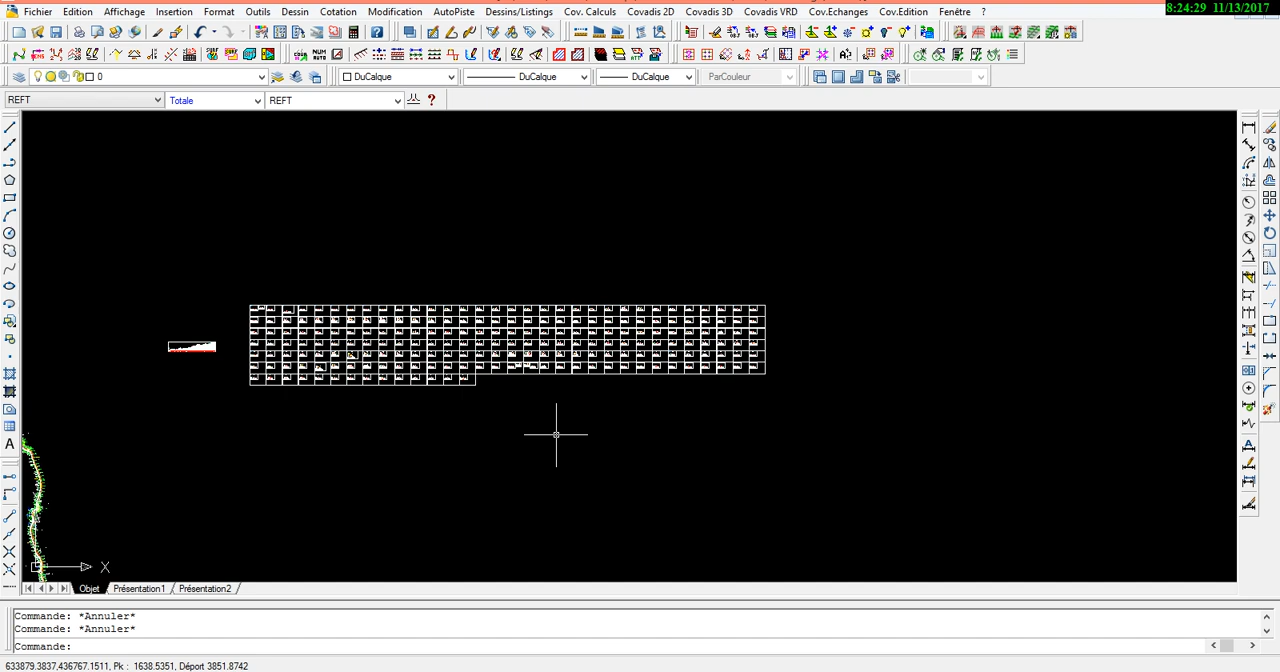 8:24:29 11/13/2017
Fichier Edition Affichage Insertion Format Outils Dessin Cotation Modification AutoPiste Dessins/Listings Cov. Calculs Covadis 2D Covadis 3D Covadis VRD Cov.Echanges Cov.Edition Fenêtre ?
0 DuCalque DuCalque DuCalque ParCouleur
REFT Totale REFT
X
Objet Présentation1 Présentation2
Commande: *Annuler*
Commande: *Annuler*
Commande:
633879.3837,436767.1511, Pk : 1638.5351, Déport 3851.8742